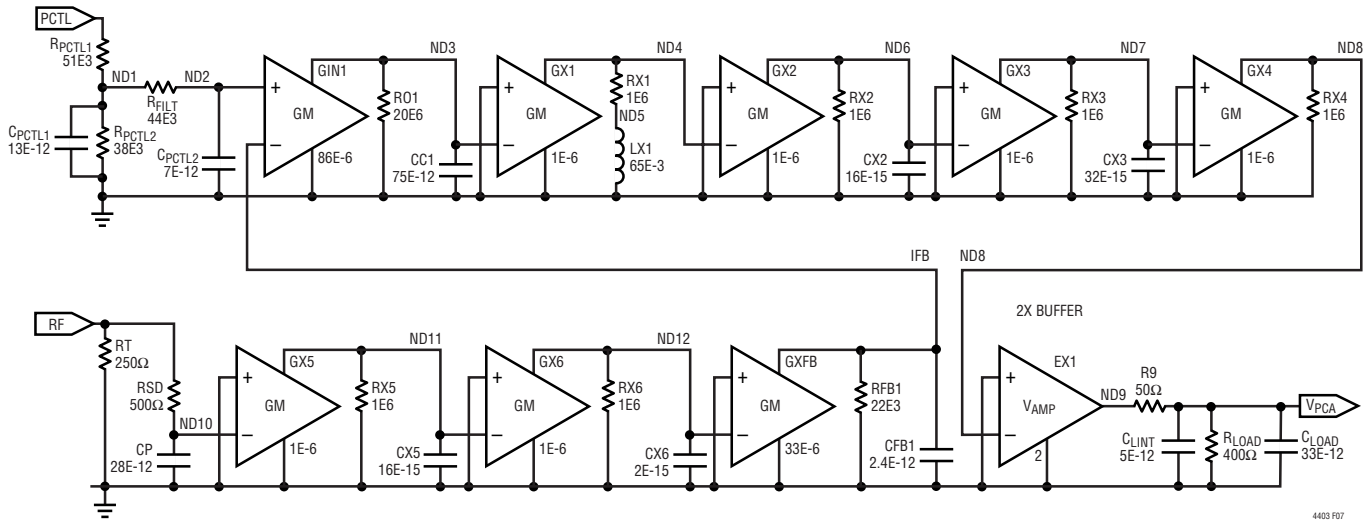 PCTL
RPCTL1
51E3
ND1
ND2
RFILT
44E3
CPCTL1
13E-12
RPCTL2
38E3
CPCTL2
7E-12
+
−
GM
GIN1
86E-6
RO1
20E6
ND3
CC1
75E-12
+
−
GM
GX1
1E-6
RX1
1E6
ND5
LX1
65E-3
ND4
+
−
GM
GX2
1E-6
RX2
1E6
ND6
CX2
16E-15
+
−
GM
GX3
1E-6
RX3
1E6
ND7
CX3
32E-15
+
−
GM
GX4
1E-6
RX4
1E6
ND8
IFB
ND8
RF
RT
250Ω
RSD
500Ω
ND10
CP
28E-12
+
−
GM
GX5
1E-6
RX5
1E6
ND11
CX5
16E-15
+
−
GM
GX6
1E-6
RX6
1E6
ND12
CX6
2E-15
+
−
GM
GXFB
33E-6
RFB1
22E3
CFB1
2.4E-12
2X BUFFER
+
−
VAMP
EX1
2
ND9
R9
50Ω
CLINT
5E-12
RLOAD
400Ω
CLOAD
33E-12
VPCA
4403 F07